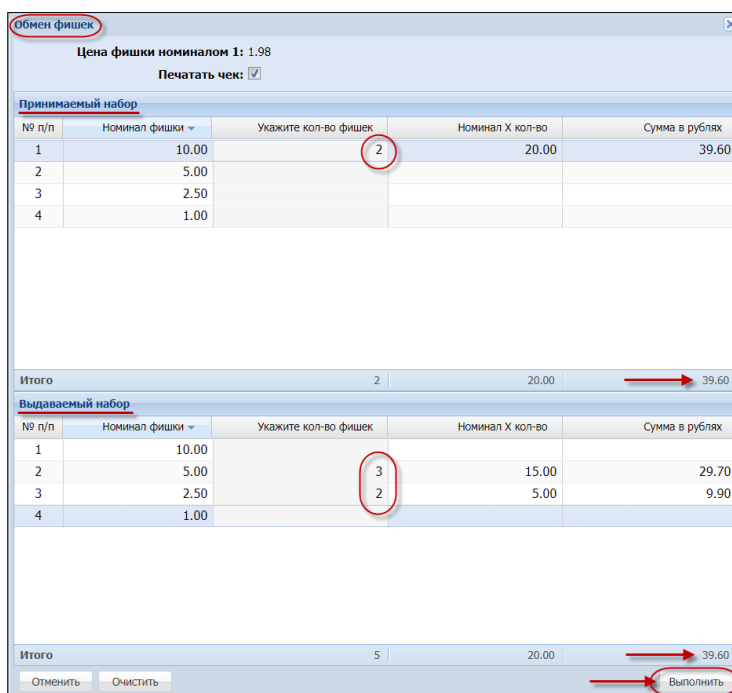 Обмен фишек
Цена фишки номиналом 1: 1.98
Печатать чек:
Принимаемый набор
№ п/п Номинал фишки Укажите кол-во фишек Номинал X кол-во Сумма в рублях
1 10.00 2 20.00 39.60
2 5.00
3 2.50
4 1.00
Итого 2 20.00 39.60
Выдаваемый набор
№ п/п Номинал фишки Укажите кол-во фишек Номинал X кол-во Сумма в рублях
1 10.00
2 5.00 3 15.00 29.70
3 2.50 2 5.00 9.90
4 1.00
Итого 5 20.00 39.60
Отменить Очистить Выполнить